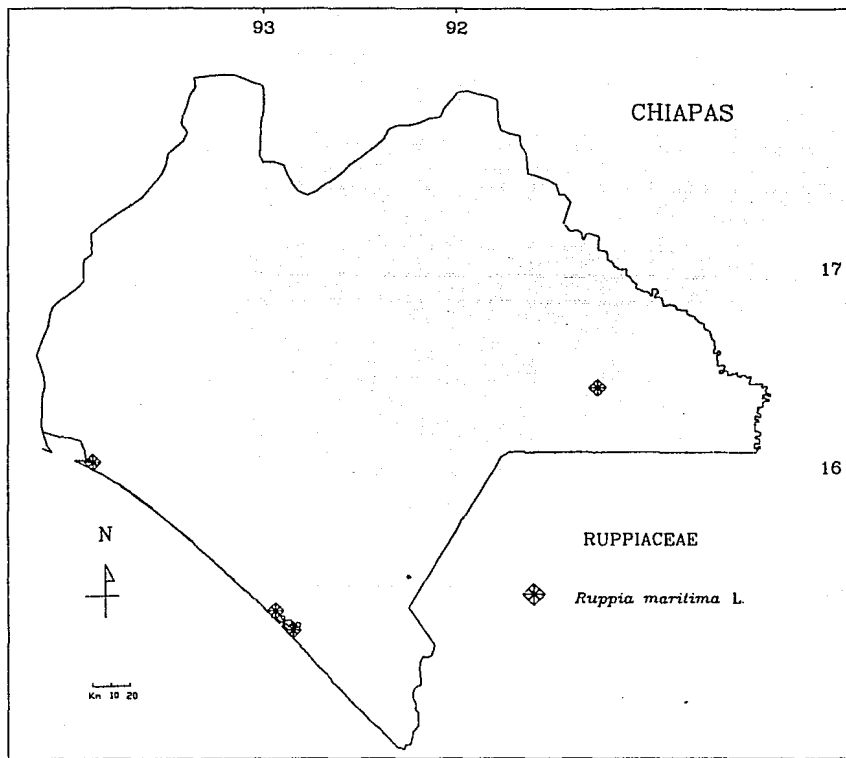 93 92
CHIAPAS
17
16
N
RUPPIACEAE
Ruppia maritima L.
Km 10 20